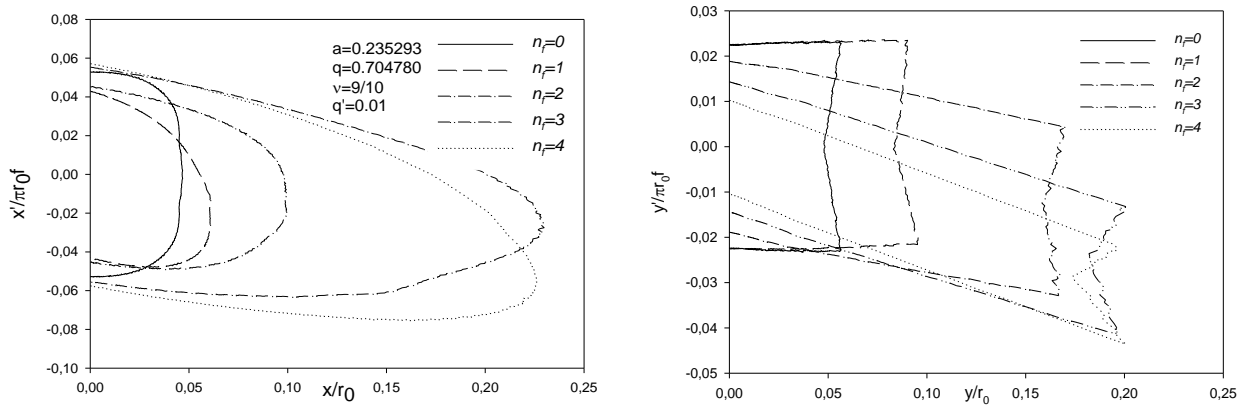 0,08
0,06
0,04
0,02
0,00
-0,02
-0,04
-0,06
-0,08
-0,10
x'/πr0f
0,00
0,05
0,10
0,15
0,20
0,25
x/r0
a=0.235293
q=0.704780
ν=9/10
q'=0.01
nf=0
nf=1
nf=2
nf=3
nf=4
0,03
0,02
0,01
0,00
-0,01
-0,02
-0,03
-0,04
-0,05
y'/πr0f
0,00
0,05
0,10
0,15
0,20
0,25
y/r0
nf=0
nf=1
nf=2
nf=3
nf=4